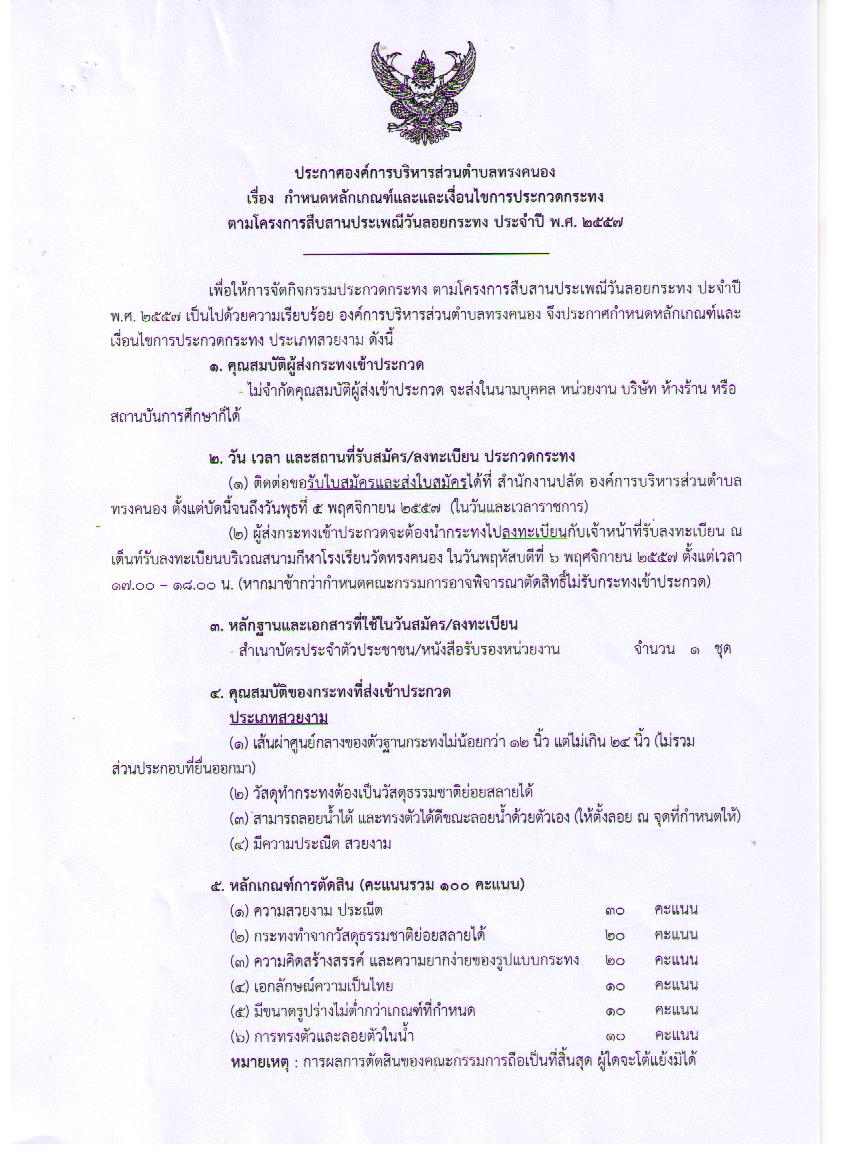 ประกาศองค์การบริหารส่วนตำบลทรงคนอง
เรื่อง กำหนดหลักเกณฑ์และและเงื่อนไขการประกวดกระทง
ตามโครงการสืบสานประเพณีวันลอยกระทง ประจำปี พ.ศ. ๒๕๕๗
เพื่อให้การจัดกิจกรรมประกวดกระทง ตามโครงการสืบสานประเพณีวันลอยกระทง ปะจำปี
พ.ศ. ๒๕๕๗ เป็นไปด้วยความเรียบร้อย องค์การบริหารส่วนตำบลทรงคนอง จึงประกาศกำหนดหลักเกณฑ์และ
เงื่อนไขการประกวดกระทง ประเภทสวยงาม ดังนี้
๑. คุณสมบัติผู้ส่งกระทงเข้าประกวด
- ไม่จำกัดคุณสมบัติผู้ส่งเข้าประกวด จะส่งในนามบุคคล หน่วยงาน บริษัท ห้างร้าน หรือ
สถานบันการศึกษาก็ได้
๒. วัน เวลา และสถานที่รับสมัคร/ลงทะเบียน ประกวดกระทง
(๑) ติดต่อขอรับใบสมัครและส่งใบสมัครได้ที่ สำนักงานปลัด องค์การบริหารส่วนตำบล
ทรงคนอง ตั้งแต่บัดนี้จนถึงวันพุธที่ ๕ พฤศจิกายน ๒๕๕๗ (ในวันและเวลาราชการ)
(๒) ผู้ส่งกระทงเข้าประกวดจะต้องนำกระทงไปลงทะเบียนกับเจ้าหน้าที่รับลงทะเบียน ณ
เต็นท์รับลงทะเบียนบริเวณสนามกีฬาโรงเรียนวัดทรงคนอง ในวันพฤหัสบดีที่ ๖ พฤศจิกายน ๒๕๕๗ ตั้งแต่เวลา
๑๗.๐๐ – ๑๘.๐๐ น. (หากมาช้ากว่ากำหนดคณะกรรมการอาจพิจารณาตัดสิทธิ์ไม่รับกระทงเข้าประกวด)
๓. หลักฐานและเอกสารที่ใช้ในวันสมัคร/ลงทะเบียน
- สำเนาบัตรประจำตัวประชาชน/หนังสือรับรองหน่วยงาน จำนวน ๑ ชุด
๔. คุณสมบัติของกระทงที่ส่งเข้าประกวด
ประเภทสวยงาม
(๑) เส้นผ่าศูนย์กลางของตัวฐานกระทงไม่น้อยกว่า ๑๒ นิ้ว แต่ไม่เกิน ๒๔ นิ้ว (ไม่รวม
ส่วนประกอบที่ยื่นออกมา)
(๒) วัสดุทำกระทงต้องเป็นวัสดุธรรมชาติย่อยสลายได้
(๓) สามารถลอยน้ำได้ และทรงตัวได้ดีขณะลอยน้ำด้วยตัวเอง (ให้ตั้งลอย ณ จุดที่กำหนดให้)
(๔) มีความประณีต สวยงาม
๕. หลักเกณฑ์การตัดสิน (คะแนนรวม ๑๐๐ คะแนน)
(๑) ความสวยงาม ประณีต ๓๐ คะแนน
(๒) กระทงทำจากวัสดุธรรมชาติย่อยสลายได้ ๒๐ คะแนน
(๓) ความคิดสร้างสรรค์ และความยากง่ายของรูปแบบกระทง ๒๐ คะแนน
(๔) เอกลักษณ์ความเป็นไทย ๑๐ คะแนน
(๕) มีขนาดรูปร่างไม่ต่ำกว่าเกณฑ์ที่กำหนด ๑๐ คะแนน
(๖) การทรงตัวและลอยตัวในน้ำ ๑๐ คะแนน
หมายเหตุ : การผลการตัดสินของคณะกรรมการถือเป็นที่สิ้นสุด ผู้ใดจะโต้แย้งมิได้